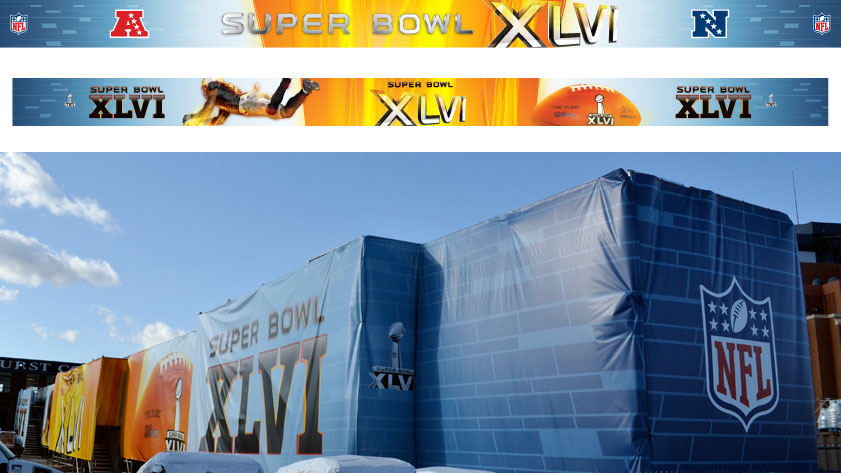 NFL A SUPER BOWL XLVI N NFL
SUPER BOWL SUPER BOWL SUPER BOWL
XLVI XLVI XLVI XLVI
SUPER BOWL
XLVI
XLV
NFL
XLVI
URST C